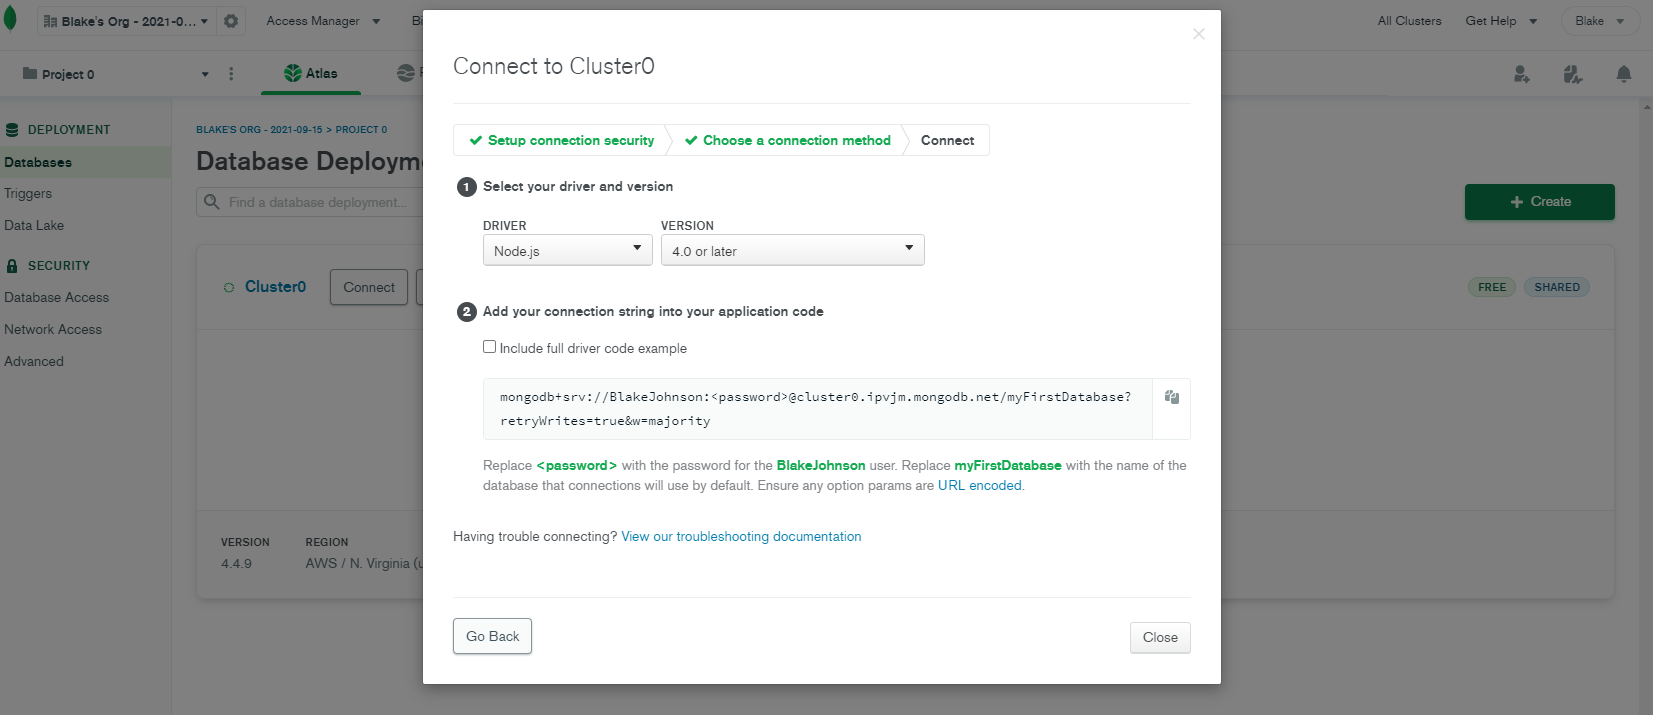 Blake's Org - 2021-0...
Access Manager
Bi
All Clusters
Get Help
Blake
Project 0
Atlas
DEPLOYMENT
Databases
Triggers
Data Lake
SECURITY
Database Access
Network Access
Advanced
BLAKE'S ORG - 2021-09-15 > PROJECT 0
Database Deploym
Find a database deployment...
+ Create
Cluster0
Connect
FREE
SHARED
VERSION
4.4.9
REGION
AWS / N. Virginia (u
Connect to Cluster0
Setup connection security
Choose a connection method
Connect
1 Select your driver and version
DRIVER
Node.js
VERSION
4.0 or later
2 Add your connection string into your application code
Include full driver code example
mongodb+srv://BlakeJohnson:<password>@cluster0.ipvjm.mongodb.net/myFirstDatabase?
retryWrites=true&w=majority
Replace <password> with the password for the BlakeJohnson user. Replace myFirstDatabase with the name of the
database that connections will use by default. Ensure any option params are URL encoded.
Having trouble connecting? View our troubleshooting documentation
Go Back
Close